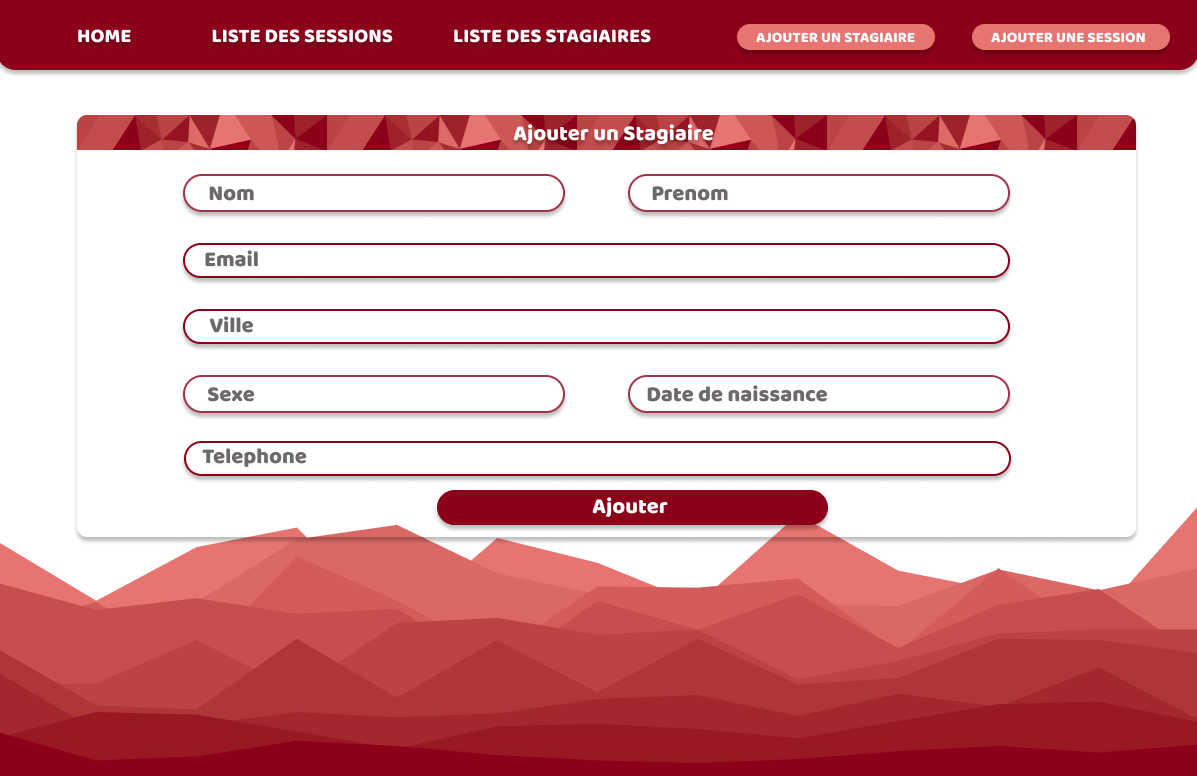 HOME LISTE DES SESSIONS LISTE DES STAGIAIRES AJOUTER UN STAGIAIRE AJOUTER UNE SESSION
Ajouter un Stagiaire
Nom Prenom
Email
Ville
Sexe Date de naissance
Telephone
Ajouter